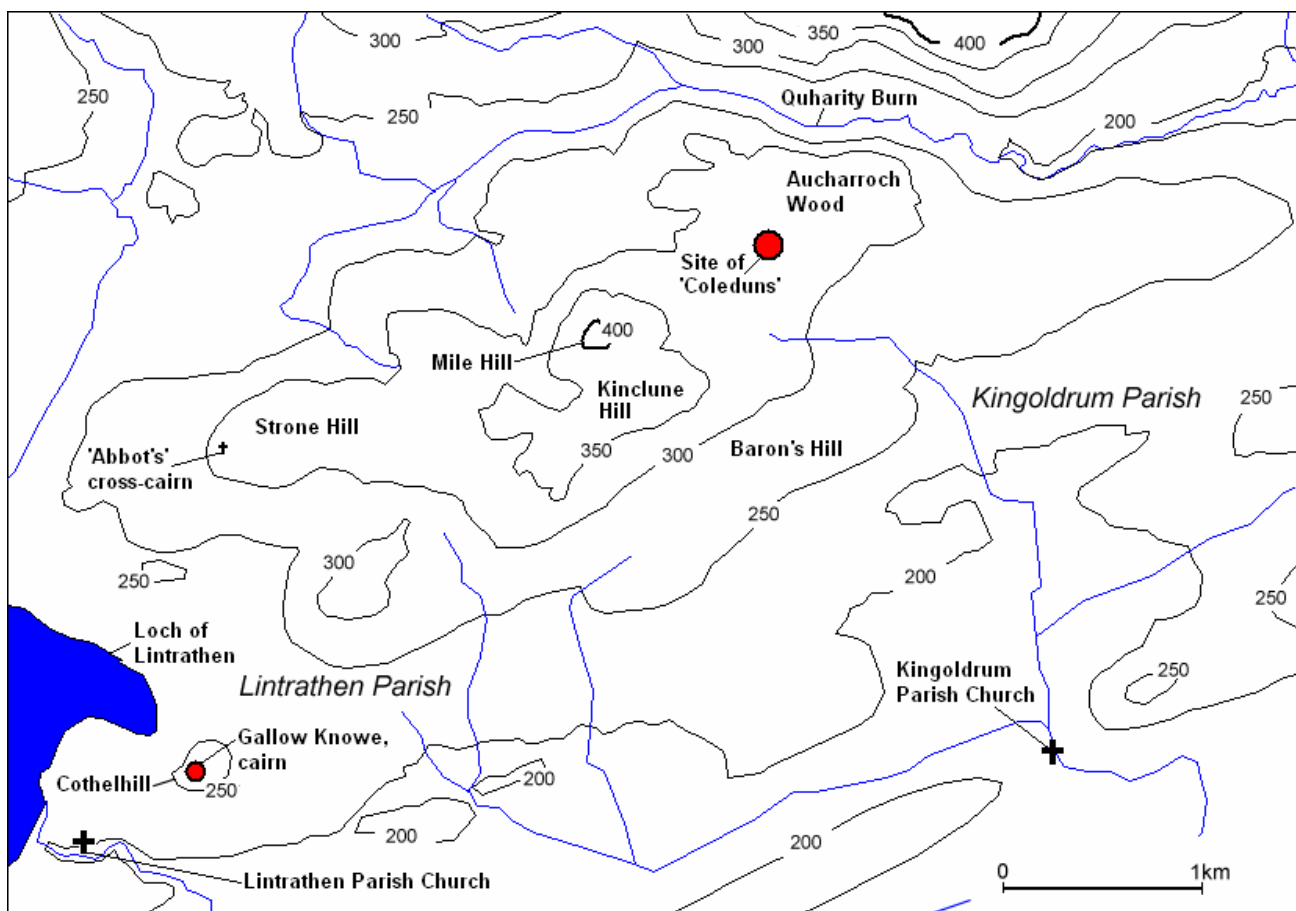 300
350
300
400
250
250
Quharity Burn
200
Aucharroch
Wood
Site of
'Coleduns'
400
Mile Hill
Kinclune
Hill
Kingoldrum Parish
250
Strone Hill
'Abbot's'
cross-cairn
350
300
Baron's Hill
250
250
300
200
250
Loch of
Lintrathen
Lintrathen Parish
Kingoldrum
Parish Church
250
Gallow Knowe,
cairn
Cothelhill
250
200
200
200
Lintrathen Parish Church
0
1km